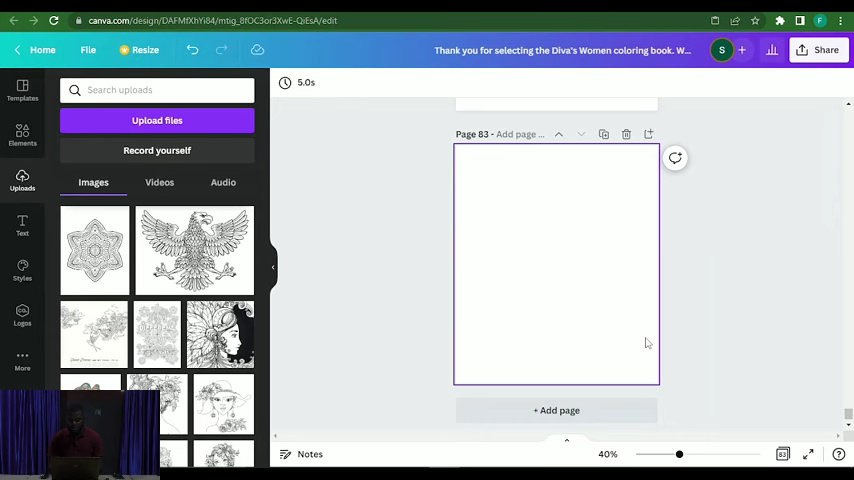 canva.com/design/DAFMfXhYi84/mtig_8fOC3or3XwE-QiEsA/edit
F
Home
File
Resize
Thank you for selecting the Diva's Women coloring book. W...
S
Share
Templates
Elements
Uploads
Text
Styles
CO.
Logos
More
Search uploads
Upload files
Record yourself
Images
Videos
Audio
5.0s
Page 83 - Add page ...
+ Add page
Notes
40%
83